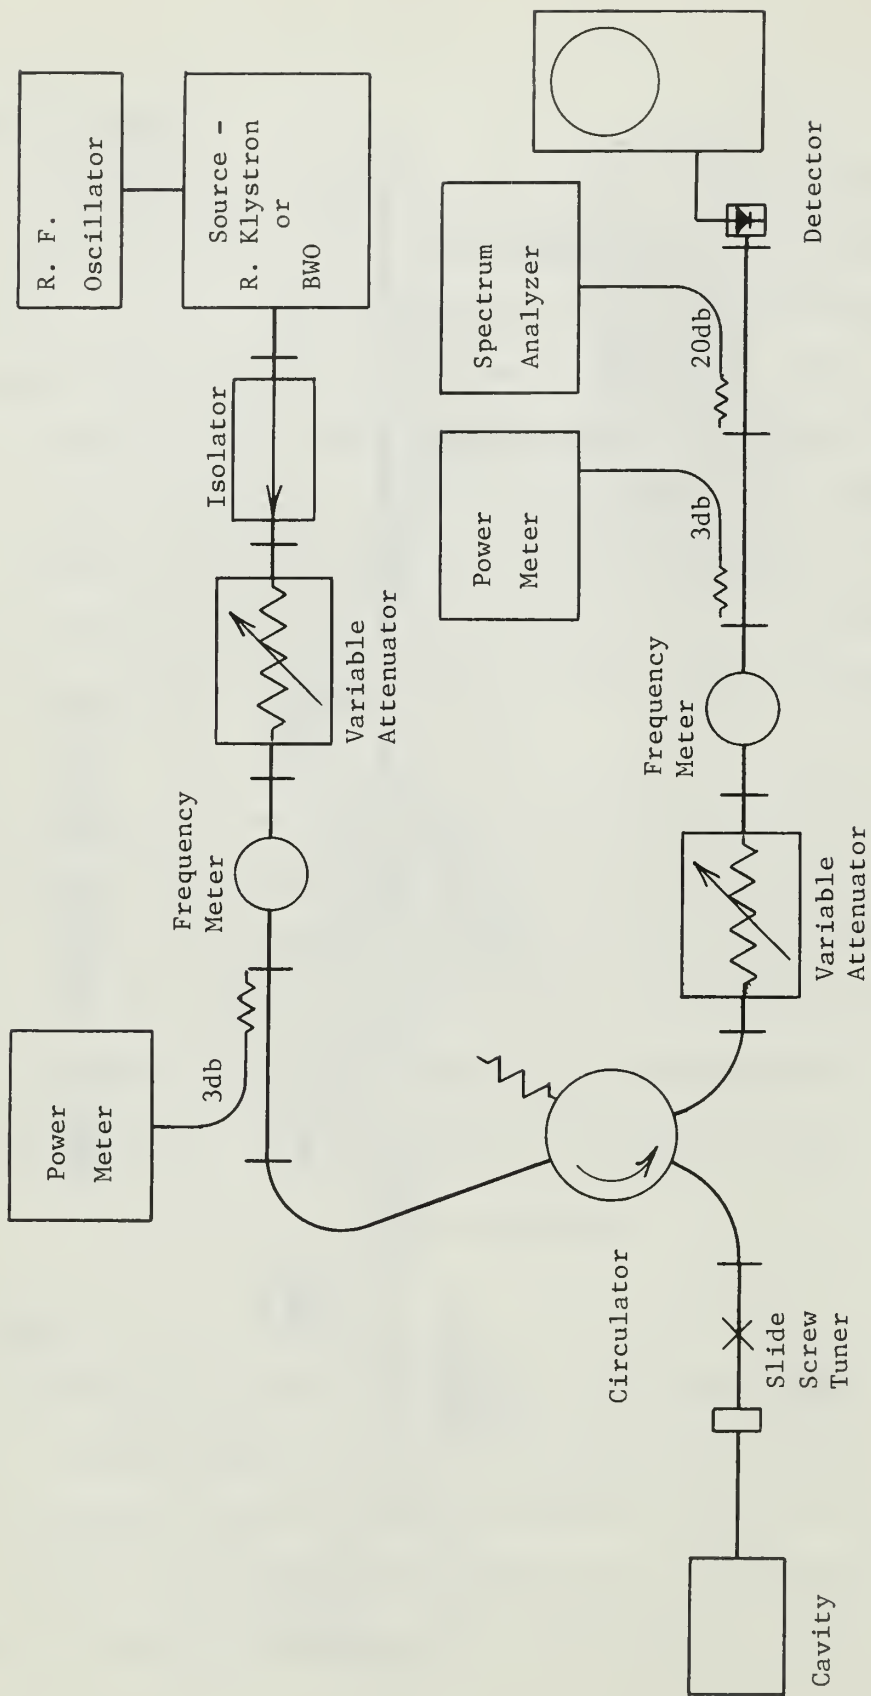 R. F.
Oscillator
Source -
R. Klystron
or
BWO
Isolator
Variable
Attenuator
Frequency
Meter
3db
Power
Meter
Circulator
Slide
Screw
Tuner
Cavity
Variable
Attenuator
Frequency
Meter
3db
Power
Meter
20db
Spectrum
Analyzer
Detector